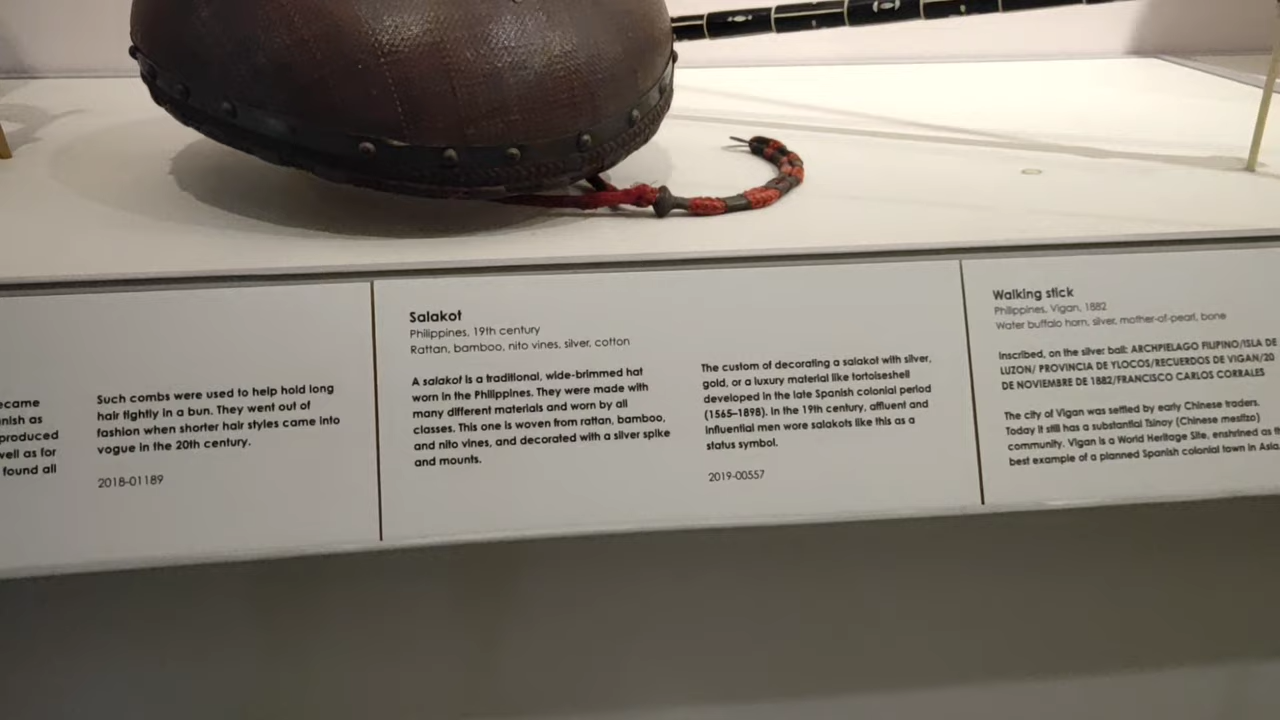 ecame
nish as
produced
vell as for
found all
Such combs were used to help hold long
hair tightly in a bun. They went out of
fashion when shorter hair styles came into
vogue in the 20th century.
2018-01189
Salakot
Philippines, 19th century
Rattan, bamboo, nito vines, silver, cotton
A salakot is a traditional, wide-brimmed hat
worn in the Philippines. They were made with
many different materials and worn by all
classes. This one is woven from rattan, bamboo,
and nito vines, and decorated with a silver spike
and mounts.
The custom of decorating a salakot with silver,
gold, or a luxury material like tortoiseshell
developed in the late Spanish colonial period
(1565–1898). In the 19th century, affluent and
influential men wore salakots like this as a
status symbol.
2019-00557
Walking stick
Philippines, Vigan, 1882
Water buffalo horn, silver, mother-of-pearl, bone
Inscribed, on the silver ball: ARCHPIELAGO FILIPINO/ISLA DE
LUZON/ PROVINCIA DE YLOCOS/RECUERDOS DE VIGAN/20
DE NOVIEMBRE DE 1882/FRANCISCO CARLOS CORRALES
The city of Vigan was settled by early Chinese traders.
Today it still has a substantial Tsinoy (Chinese mestizo)
community. Vigan is a World Heritage Site, enshrined as th
best example of a planned Spanish colonial town in Asia.